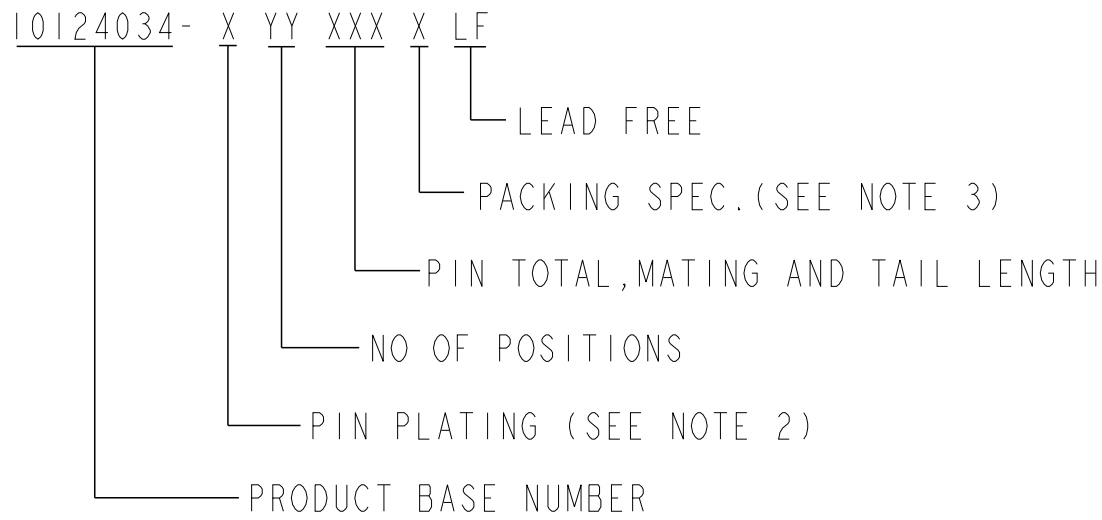 10124034- X YY XXX X LF
LEAD FREE
PACKING SPEC.(SEE NOTE 3)
PIN TOTAL,MATING AND TAIL LENGTH
NO OF POSITIONS
PIN PLATING (SEE NOTE 2)
PRODUCT BASE NUMBER